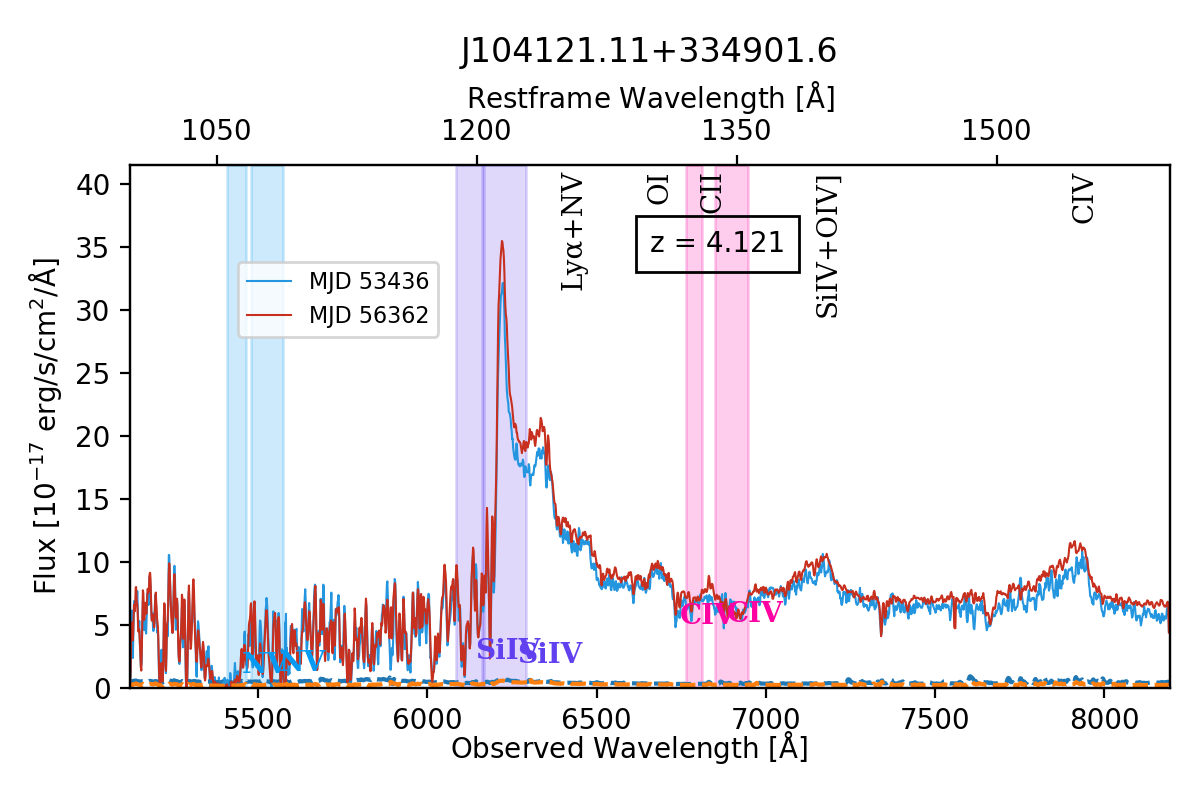 J104121.11+334901.6
Restframe Wavelength [Å]
1050 1200 1350 1500
Lyα+NV
OI
CII
SiIV+OIV]
CIV
z = 4.121
MJD 53436
MJD 56362
CIV
CIV
SiIV
SiIV
Flux [10⁻¹⁷ erg/s/cm²/Å]
40
35
30
25
20
15
10
5
0
5500 6000 6500 7000 7500 8000
Observed Wavelength [Å]